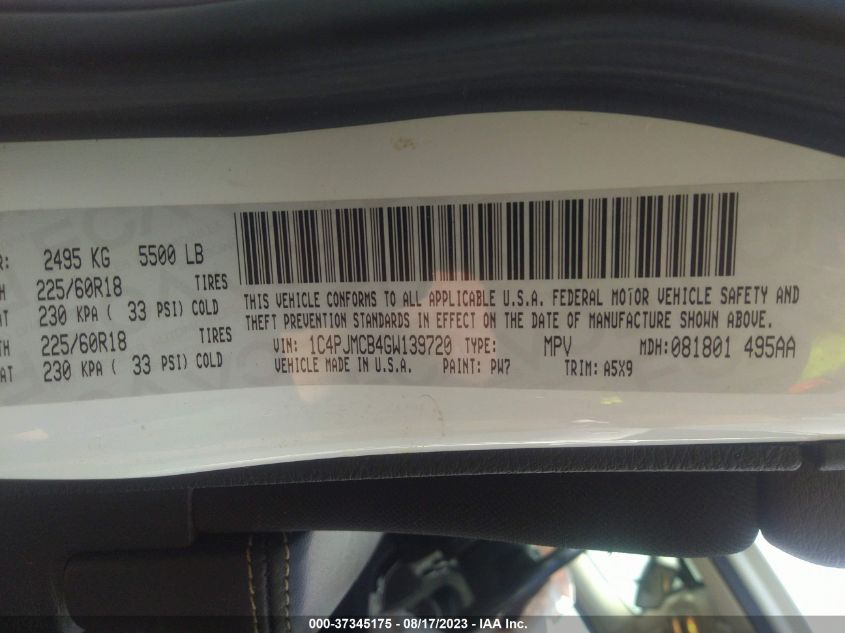 R: 2495 KG 5500 LB
H 225/60R18 TIRES
AT 230 KPA ( 33 PSI) COLD
TH 225/60R18 TIRES
AT 230 KPA ( 33 PSI) COLD
THIS VEHICLE CONFORMS TO ALL APPLICABLE U.S.A. FEDERAL MOTOR VEHICLE SAFETY AND
THEFT PREVENTION STANDARDS IN EFFECT ON THE DATE OF MANUFACTURE SHOWN ABOVE.
VIN: 1C4PJMCB4GW139720 TYPE: MPV MDH:081801 495AA
VEHICLE MADE IN U.S.A. PAINT: PW7 TRIM: A5X9
000-37345175 - 08/17/2023 - IAA Inc.